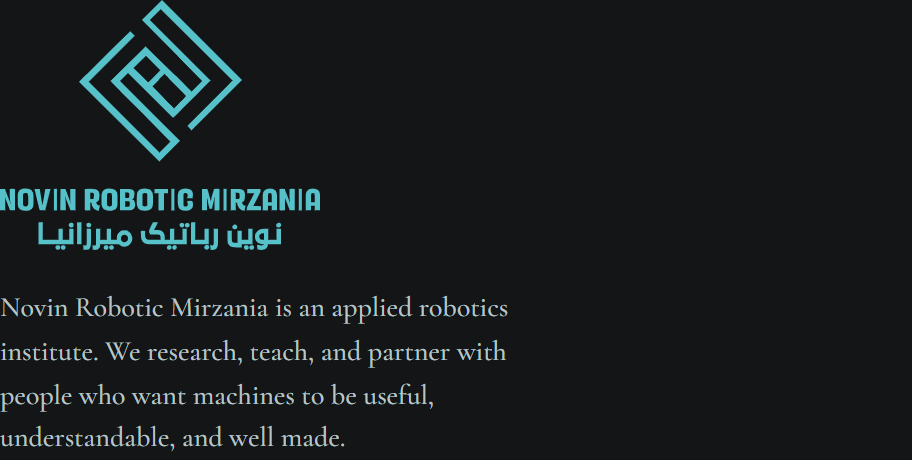 NOVIN ROBOTIC MIRZANIA
نوین رباتیک میرزانیا
Novin Robotic Mirzania is an applied robotics
institute. We research, teach, and partner with
people who want machines to be useful,
understandable, and well made.